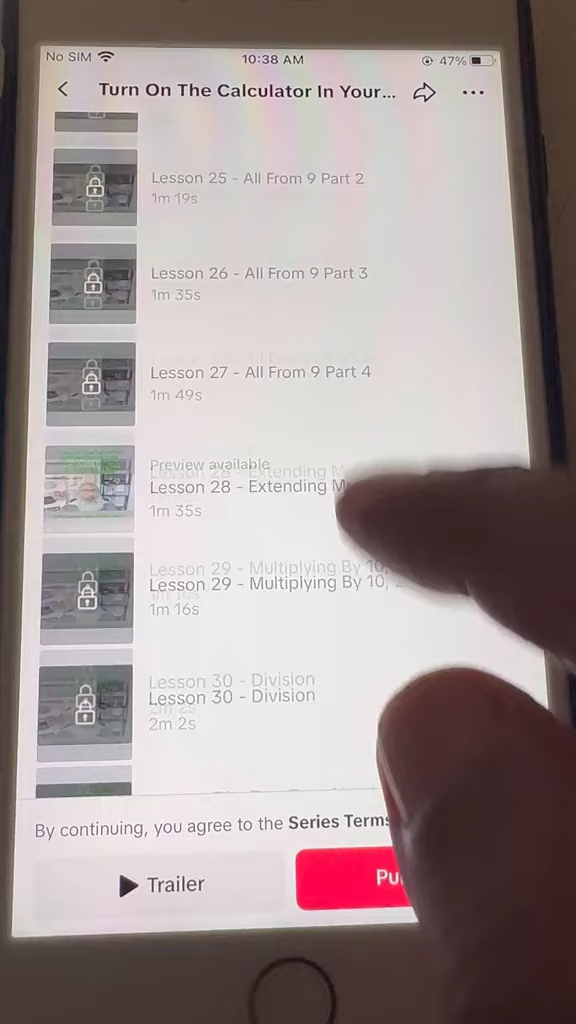 No SIM 10:38 AM 47%
Turn On The Calculator In Your...
Lesson 25 - All From 9 Part 2
1m 19s
Lesson 26 - All From 9 Part 3
1m 35s
Lesson 27 - All From 9 Part 4
1m 49s
Preview available
Lesson 28 - Extending
1m 35s
Lesson 29 - Multiplying By 10,
1m 16s
Lesson 30 - Division
2m 2s
By continuing, you agree to the Series Terms
Trailer